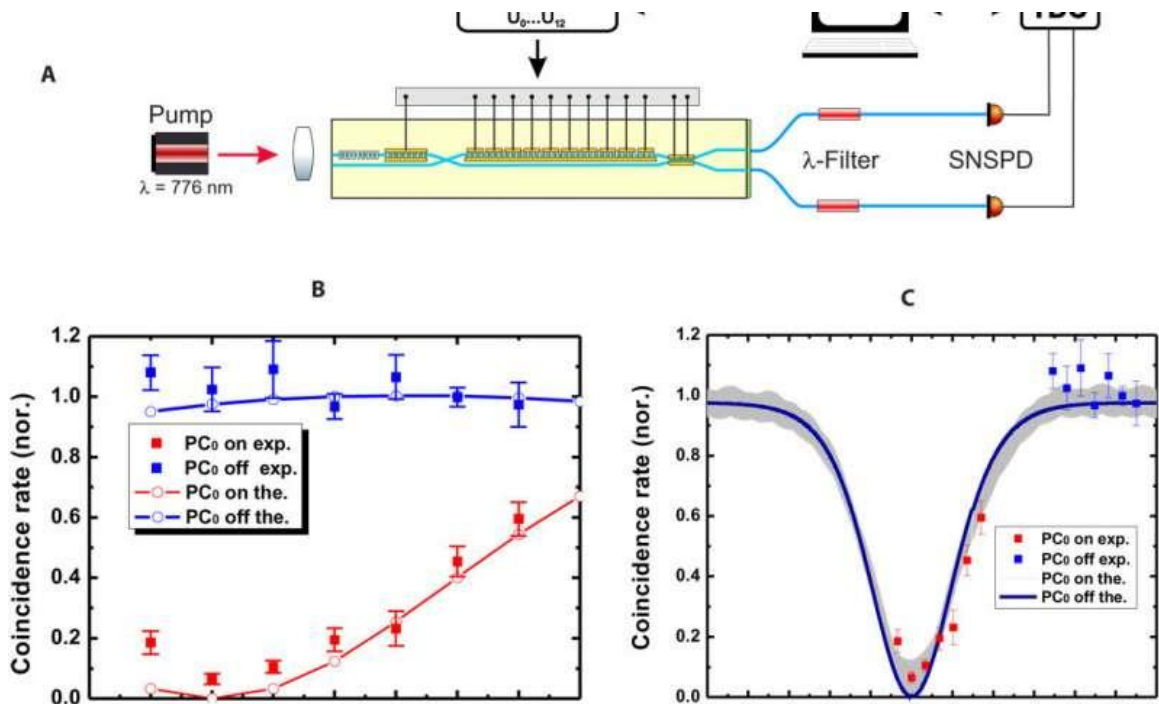 U₀...U₁₂
TDC
A
Pump
λ = 776 nm
λ-Filter
SNSPD
B
Coincidence rate (nor.)
1.2
1.0
0.8
0.6
0.4
0.2
0.0
PC₀ on exp.
PC₀ off exp.
PC₀ on the.
PC₀ off the.
C
Coincidence rate (nor.)
1.2
1.0
0.8
0.6
0.4
0.2
0.0
PC₀ on exp.
PC₀ off exp.
PC₀ on the.
PC₀ off the.